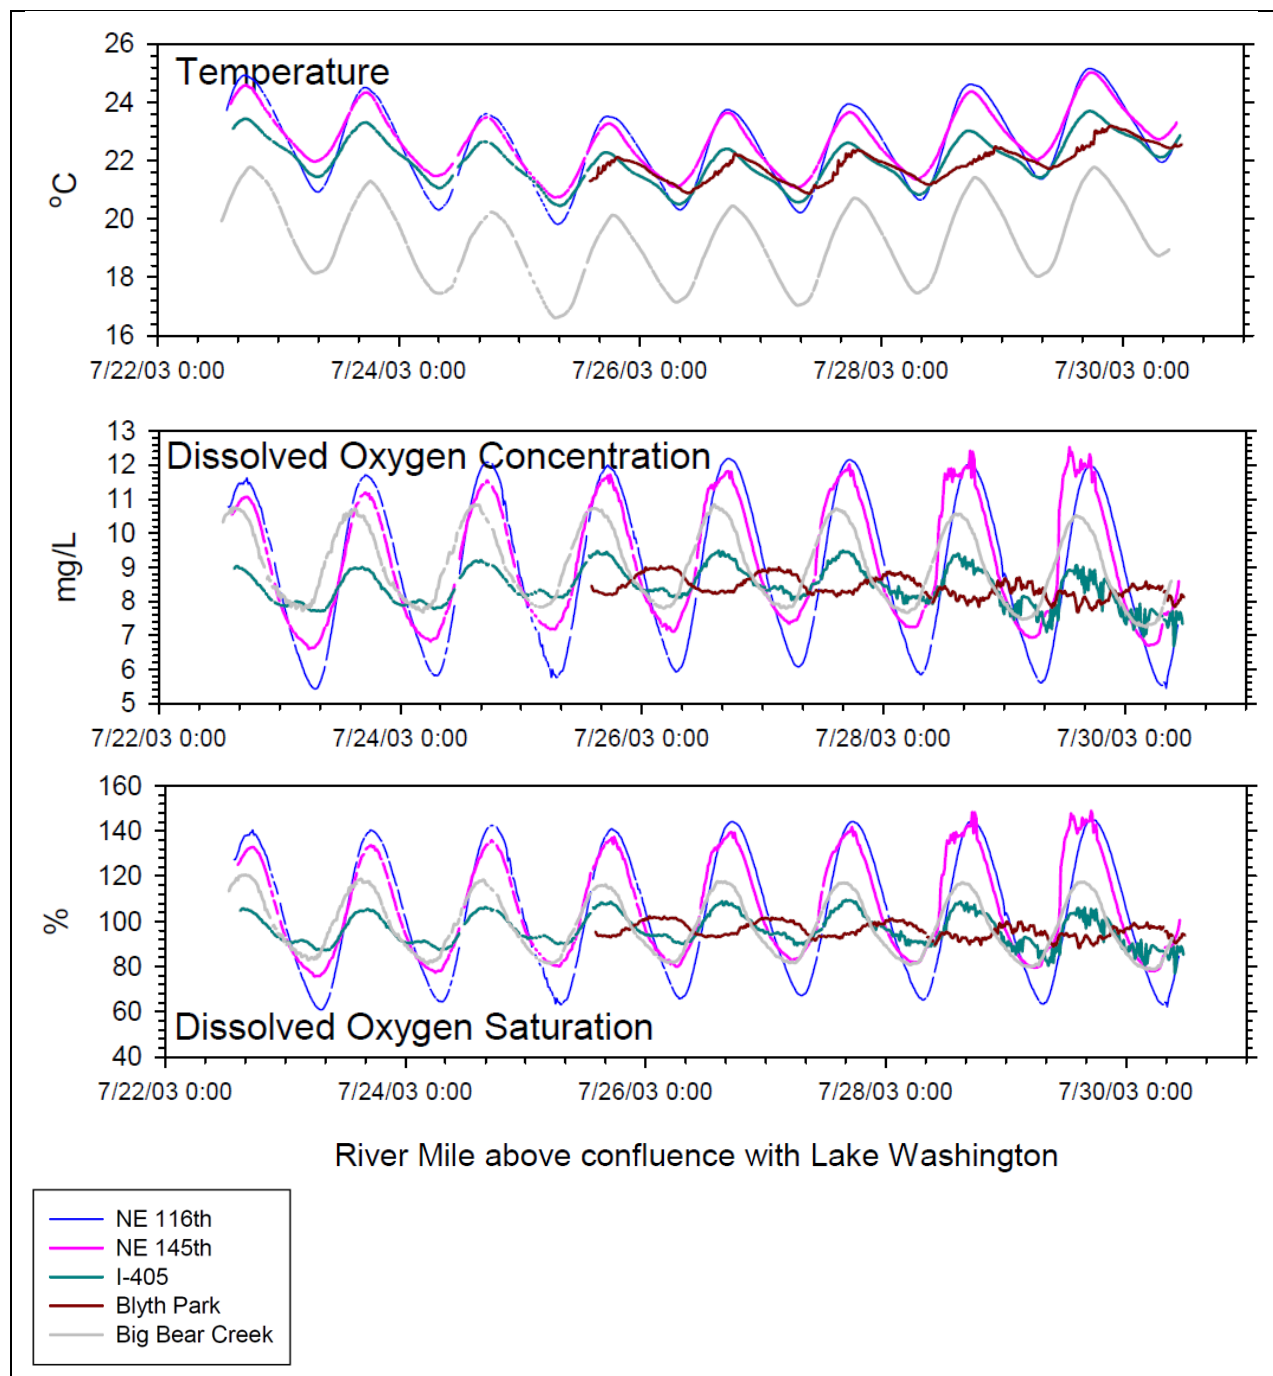 Temperature
°C
26
24
22
20
18
16
7/22/03 0:00 7/24/03 0:00 7/26/03 0:00 7/28/03 0:00 7/30/03 0:00
Dissolved Oxygen Concentration
mg/L
13
12
11
10
9
8
7
6
5
7/22/03 0:00 7/24/03 0:00 7/26/03 0:00 7/28/03 0:00 7/30/03 0:00
%
160
140
120
100
80
60
40
Dissolved Oxygen Saturation
7/22/03 0:00 7/24/03 0:00 7/26/03 0:00 7/28/03 0:00 7/30/03 0:00
River Mile above confluence with Lake Washington
NE 116th
NE 145th
I-405
Blyth Park
Big Bear Creek